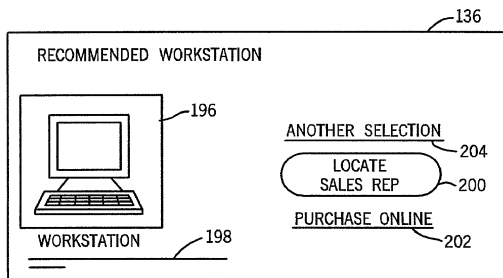 136
RECOMMENDED WORKSTATION
196
ANOTHER SELECTION
204
LOCATE
SALES REP
200
PURCHASE ONLINE
202
WORKSTATION
198